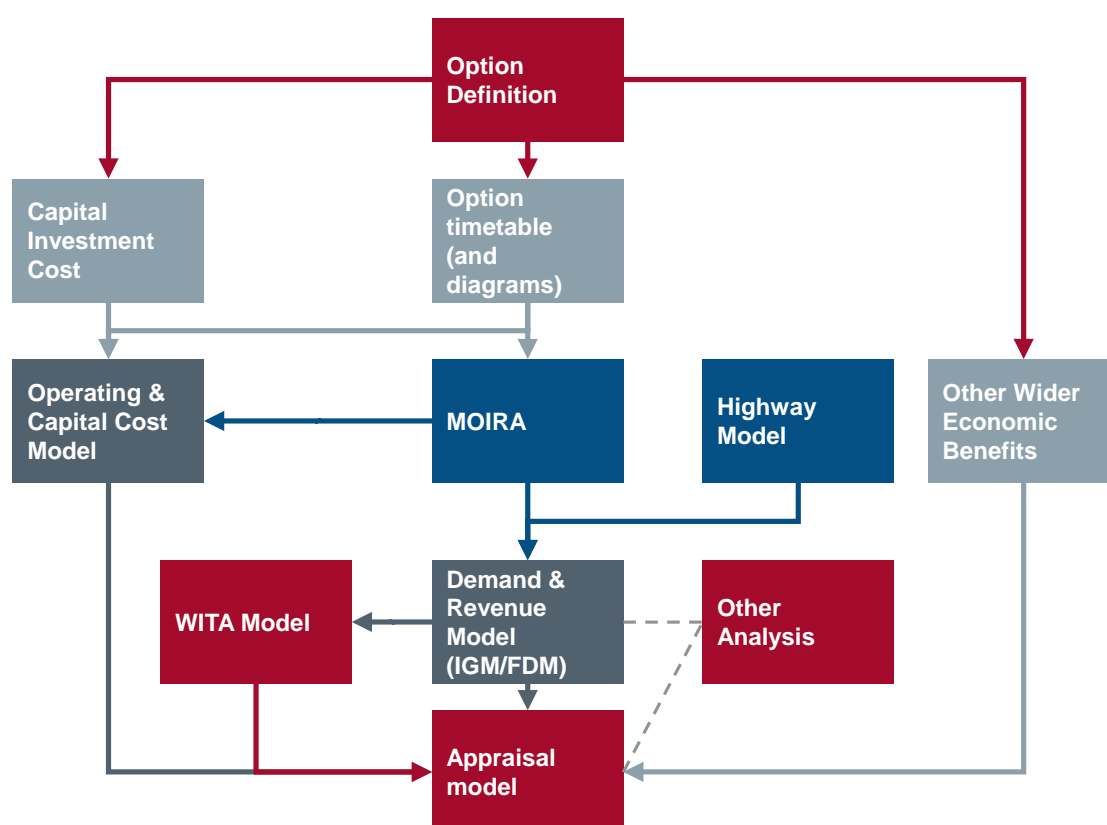 Option
Definition
Capital
Investment
Cost
Option
timetable
(and
diagrams)
Operating &
Capital Cost
Model
MOIRA
Highway
Model
Other Wider
Economic
Benefits
WITA Model
Demand &
Revenue
Model
(IGM/FDM)
Other
Analysis
Appraisal
model